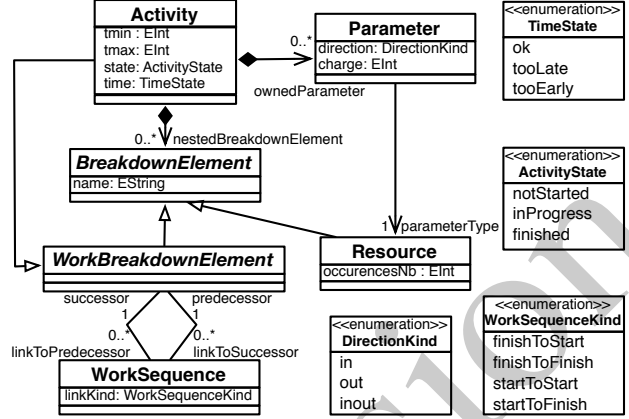 Activity
tmin : EInt
tmax: EInt
state: ActivityState
time: TimeState
0..*
ownedParameter
Parameter
direction: DirectionKind
charge: EInt
<<enumeration>>
TimeState
ok
tooLate
tooEarly
0..*
nestedBreakdownElement
BreakdownElement
name: EString
<<enumeration>>
ActivityState
notStarted
inProgress
finished
1
parameterType
Resource
occurencesNb : EInt
WorkBreakdownElement
successor
predecessor
1
1
0..*
0..*
linkToPredecessor
linkToSuccessor
WorkSequence
linkKind: WorkSequenceKind
<<enumeration>>
DirectionKind
in
out
inout
<<enumeration>>
WorkSequenceKind
finishToStart
finishToFinish
startToStart
startToFinish